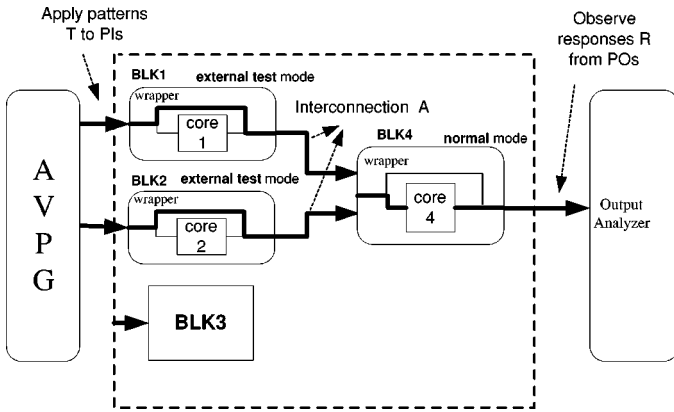 Apply patterns
T to PIs
Observe
responses R
from POs
BLK1
external test mode
wrapper
core
1
Interconnection A
BLK4
normal mode
wrapper
core
4
BLK2
external test mode
wrapper
core
2
BLK3
A
V
P
G
Output
Analyzer